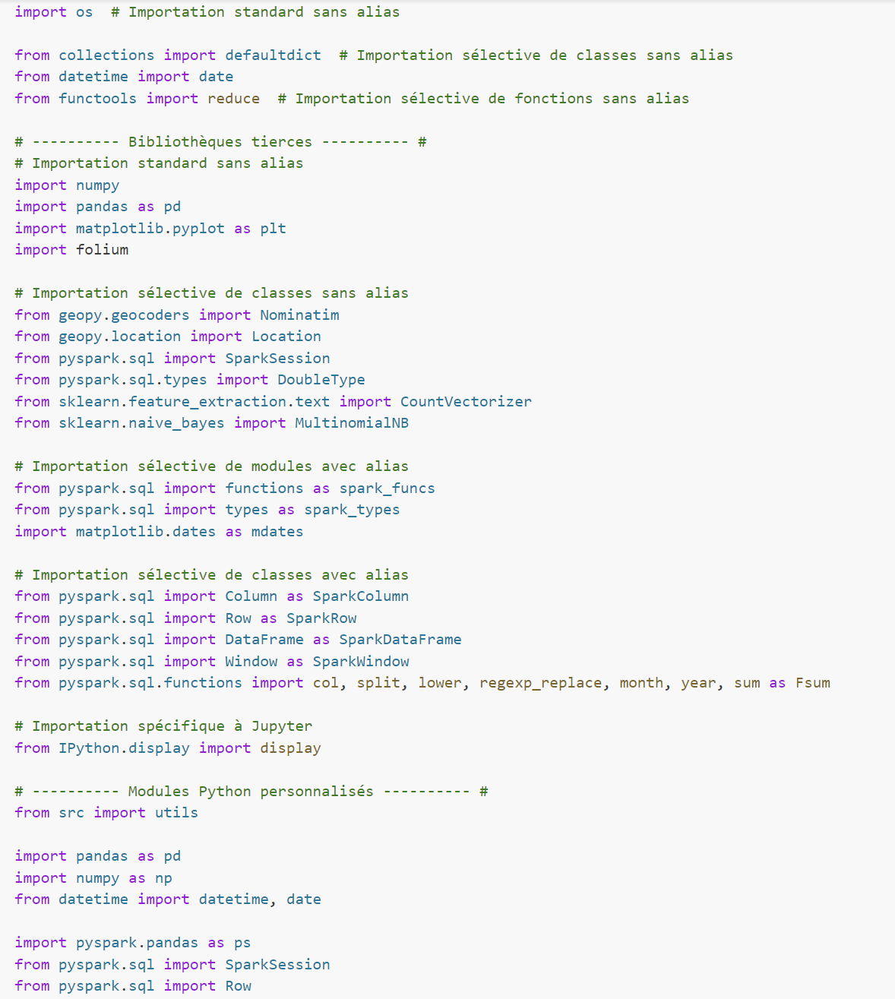 import os  # Importation standard sans alias
from collections import defaultdict  # Importation sélective de classes sans alias
from datetime import date
from functools import reduce  # Importation sélective de fonctions sans alias
# ---------- Bibliothèques tierces ---------- #
# Importation standard sans alias
import numpy
import pandas as pd
import matplotlib.pyplot as plt
import folium
# Importation sélective de classes sans alias
from geopy.geocoders import Nominatim
from geopy.location import Location
from pyspark.sql import SparkSession
from pyspark.sql.types import DoubleType
from sklearn.feature_extraction.text import CountVectorizer
from sklearn.naive_bayes import MultinomialNB
# Importation sélective de modules avec alias
from pyspark.sql import functions as spark_funcs
from pyspark.sql import types as spark_types
import matplotlib.dates as mdates
# Importation sélective de classes avec alias
from pyspark.sql import Column as SparkColumn
from pyspark.sql import Row as SparkRow
from pyspark.sql import DataFrame as SparkDataFrame
from pyspark.sql import Window as SparkWindow
from pyspark.sql.functions import col, split, lower, regexp_replace, month, year, sum as Fsum
# Importation spécifique à Jupyter
from IPython.display import display
# ---------- Modules Python personnalisés ---------- #
from src import utils
import pandas as pd
import numpy as np
from datetime import datetime, date
import pyspark.pandas as ps
from pyspark.sql import SparkSession
from pyspark.sql import Row